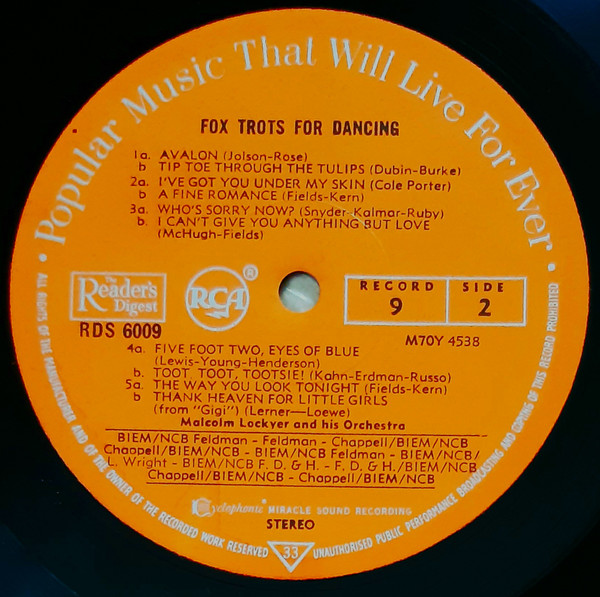 Popular Music That Will Live For Ever
FOX TROTS FOR DANCING
1a. AVALON (Jolson-Rose)
b TIP TOE THROUGH THE TULIPS (Dubin-Burke)
2a. I'VE GOT YOU UNDER MY SKIN (Cole Porter)
b A FINE ROMANCE (Fields-Kern)
3a. WHO'S SORRY NOW? (Snyder-Kalmar-Ruby)
b. I CAN'T GIVE YOU ANYTHING BUT LOVE
(McHugh-Fields)
The
Reader's
Digest
RCA ®
RECORD
9
SIDE
2
RDS 6009
M70Y 4538
4a. FIVE FOOT TWO, EYES OF BLUE
(Lewis-Young-Henderson)
b TOOT, TOOT, TOOTSIE! (Kahn-Erdman-Russo)
5a. THE WAY YOU LOOK TONIGHT (Fields-Kern)
b THANK HEAVEN FOR LITTLE GIRLS
(from "Gigi") (Lerner—Loewe)
Malcolm Lockyer and his Orchestra
BIEM/NCB Feldman - Feldman - Chappell/BIEM/NCB
Chappell/BIEM/NCB - BIEM/NCB Feldman - BIEM/NCB/
L. Wright - BIEM/NCB F. D. & H. - F. D. & H./BIEM/NCB
Chappell/BIEM/NCB - Chappell/BIEM/NCB
Cyclophonic MIRACLE SOUND RECORDING
STEREO
33
ALL RIGHTS OF THE MANUFACTURER AND OF THE OWNER OF THE RECORDED WORK RESERVED
UNAUTHORISED PUBLIC PERFORMANCE BROADCASTING AND COPYING OF THIS RECORD PROHIBITED